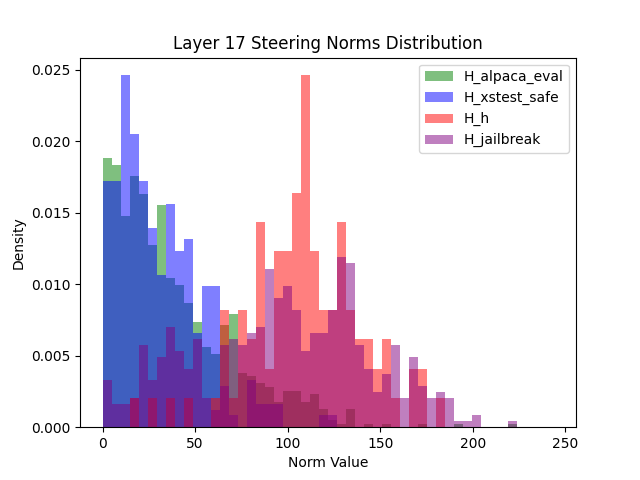 Layer 17 Steering Norms Distribution
H_alpaca_eval
H_xstest_safe
H_h
H_jailbreak
0.025
0.020
0.015
0.010
0.005
0.000
Density
0
50
100
150
200
250
Norm Value